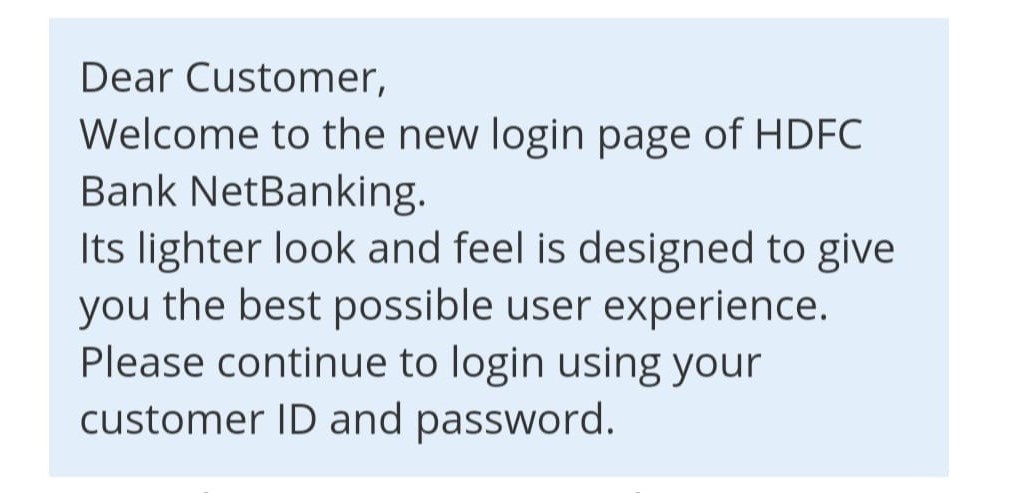 Dear Customer,
Welcome to the new login page of HDFC
Bank NetBanking.
Its lighter look and feel is designed to give
you the best possible user experience.
Please continue to login using your
customer ID and password.